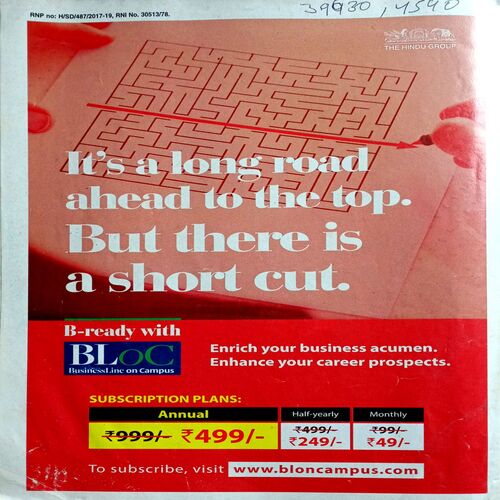 RNP no: H/SD/487/2017-19, RNI No. 30513/78.
THE HINDU GROUP
It's a long road
ahead to the top.
But there is
a short cut.
B-ready with
BLoC
BusinessLine on Campus
Enrich your business acumen.
Enhance your career prospects.
SUBSCRIPTION PLANS:
Annual
₹999/- ₹499/-
Half-yearly
₹499/-
₹249/-
Monthly
₹99/-
₹49/-
To subscribe, visit www.bloncampus.com